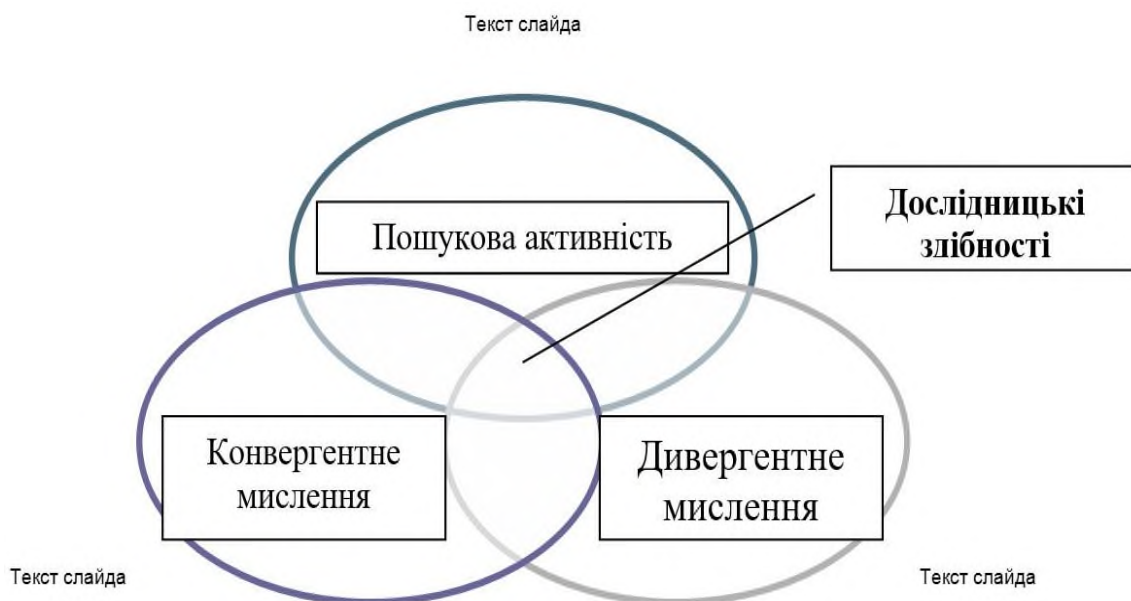 Текст слайда
Пошукова активність
Дослідницькі
здібності
Конвергентне
мислення
Дивергентне
мислення
Текст слайда
Текст слайда